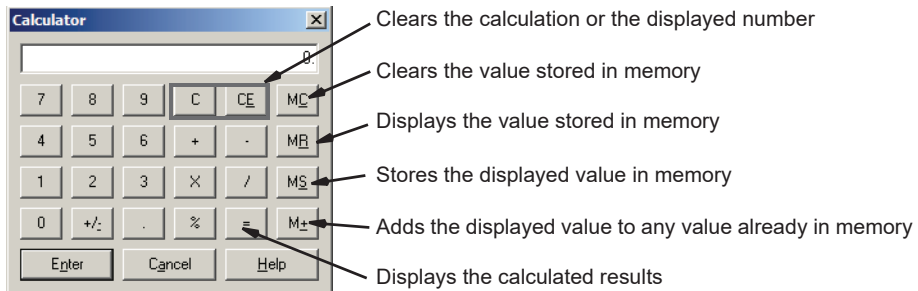 Calculator
Clears the calculation or the displayed number
0.
Clears the value stored in memory
7 8 9 C CE MC
Displays the value stored in memory
4 5 6 + - MR
Stores the displayed value in memory
1 2 3 X / MS
0 +/- . % = M+
Adds the displayed value to any value already in memory
Enter Cancel Help
Displays the calculated results